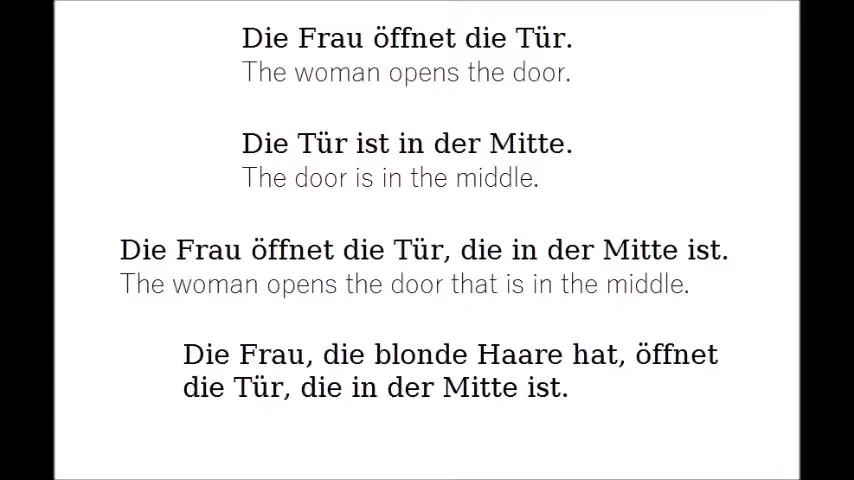 Die Frau öffnet die Tür.
The woman opens the door.
Die Tür ist in der Mitte.
The door is in the middle.
Die Frau öffnet die Tür, die in der Mitte ist.
The woman opens the door that is in the middle.
Die Frau, die blonde Haare hat, öffnet
die Tür, die in der Mitte ist.